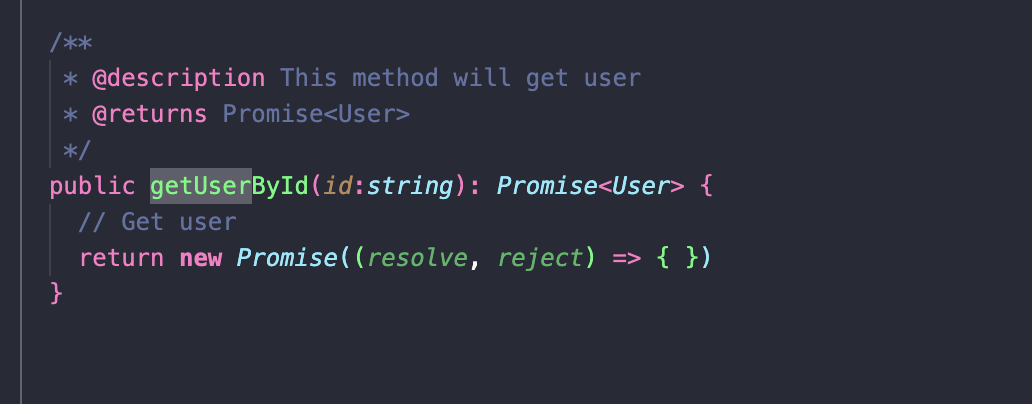 /**
 * @description This method will get user
 * @returns Promise<User>
 */
public getUserById(id:string): Promise<User> {
  // Get user
  return new Promise((resolve, reject) => { })
}